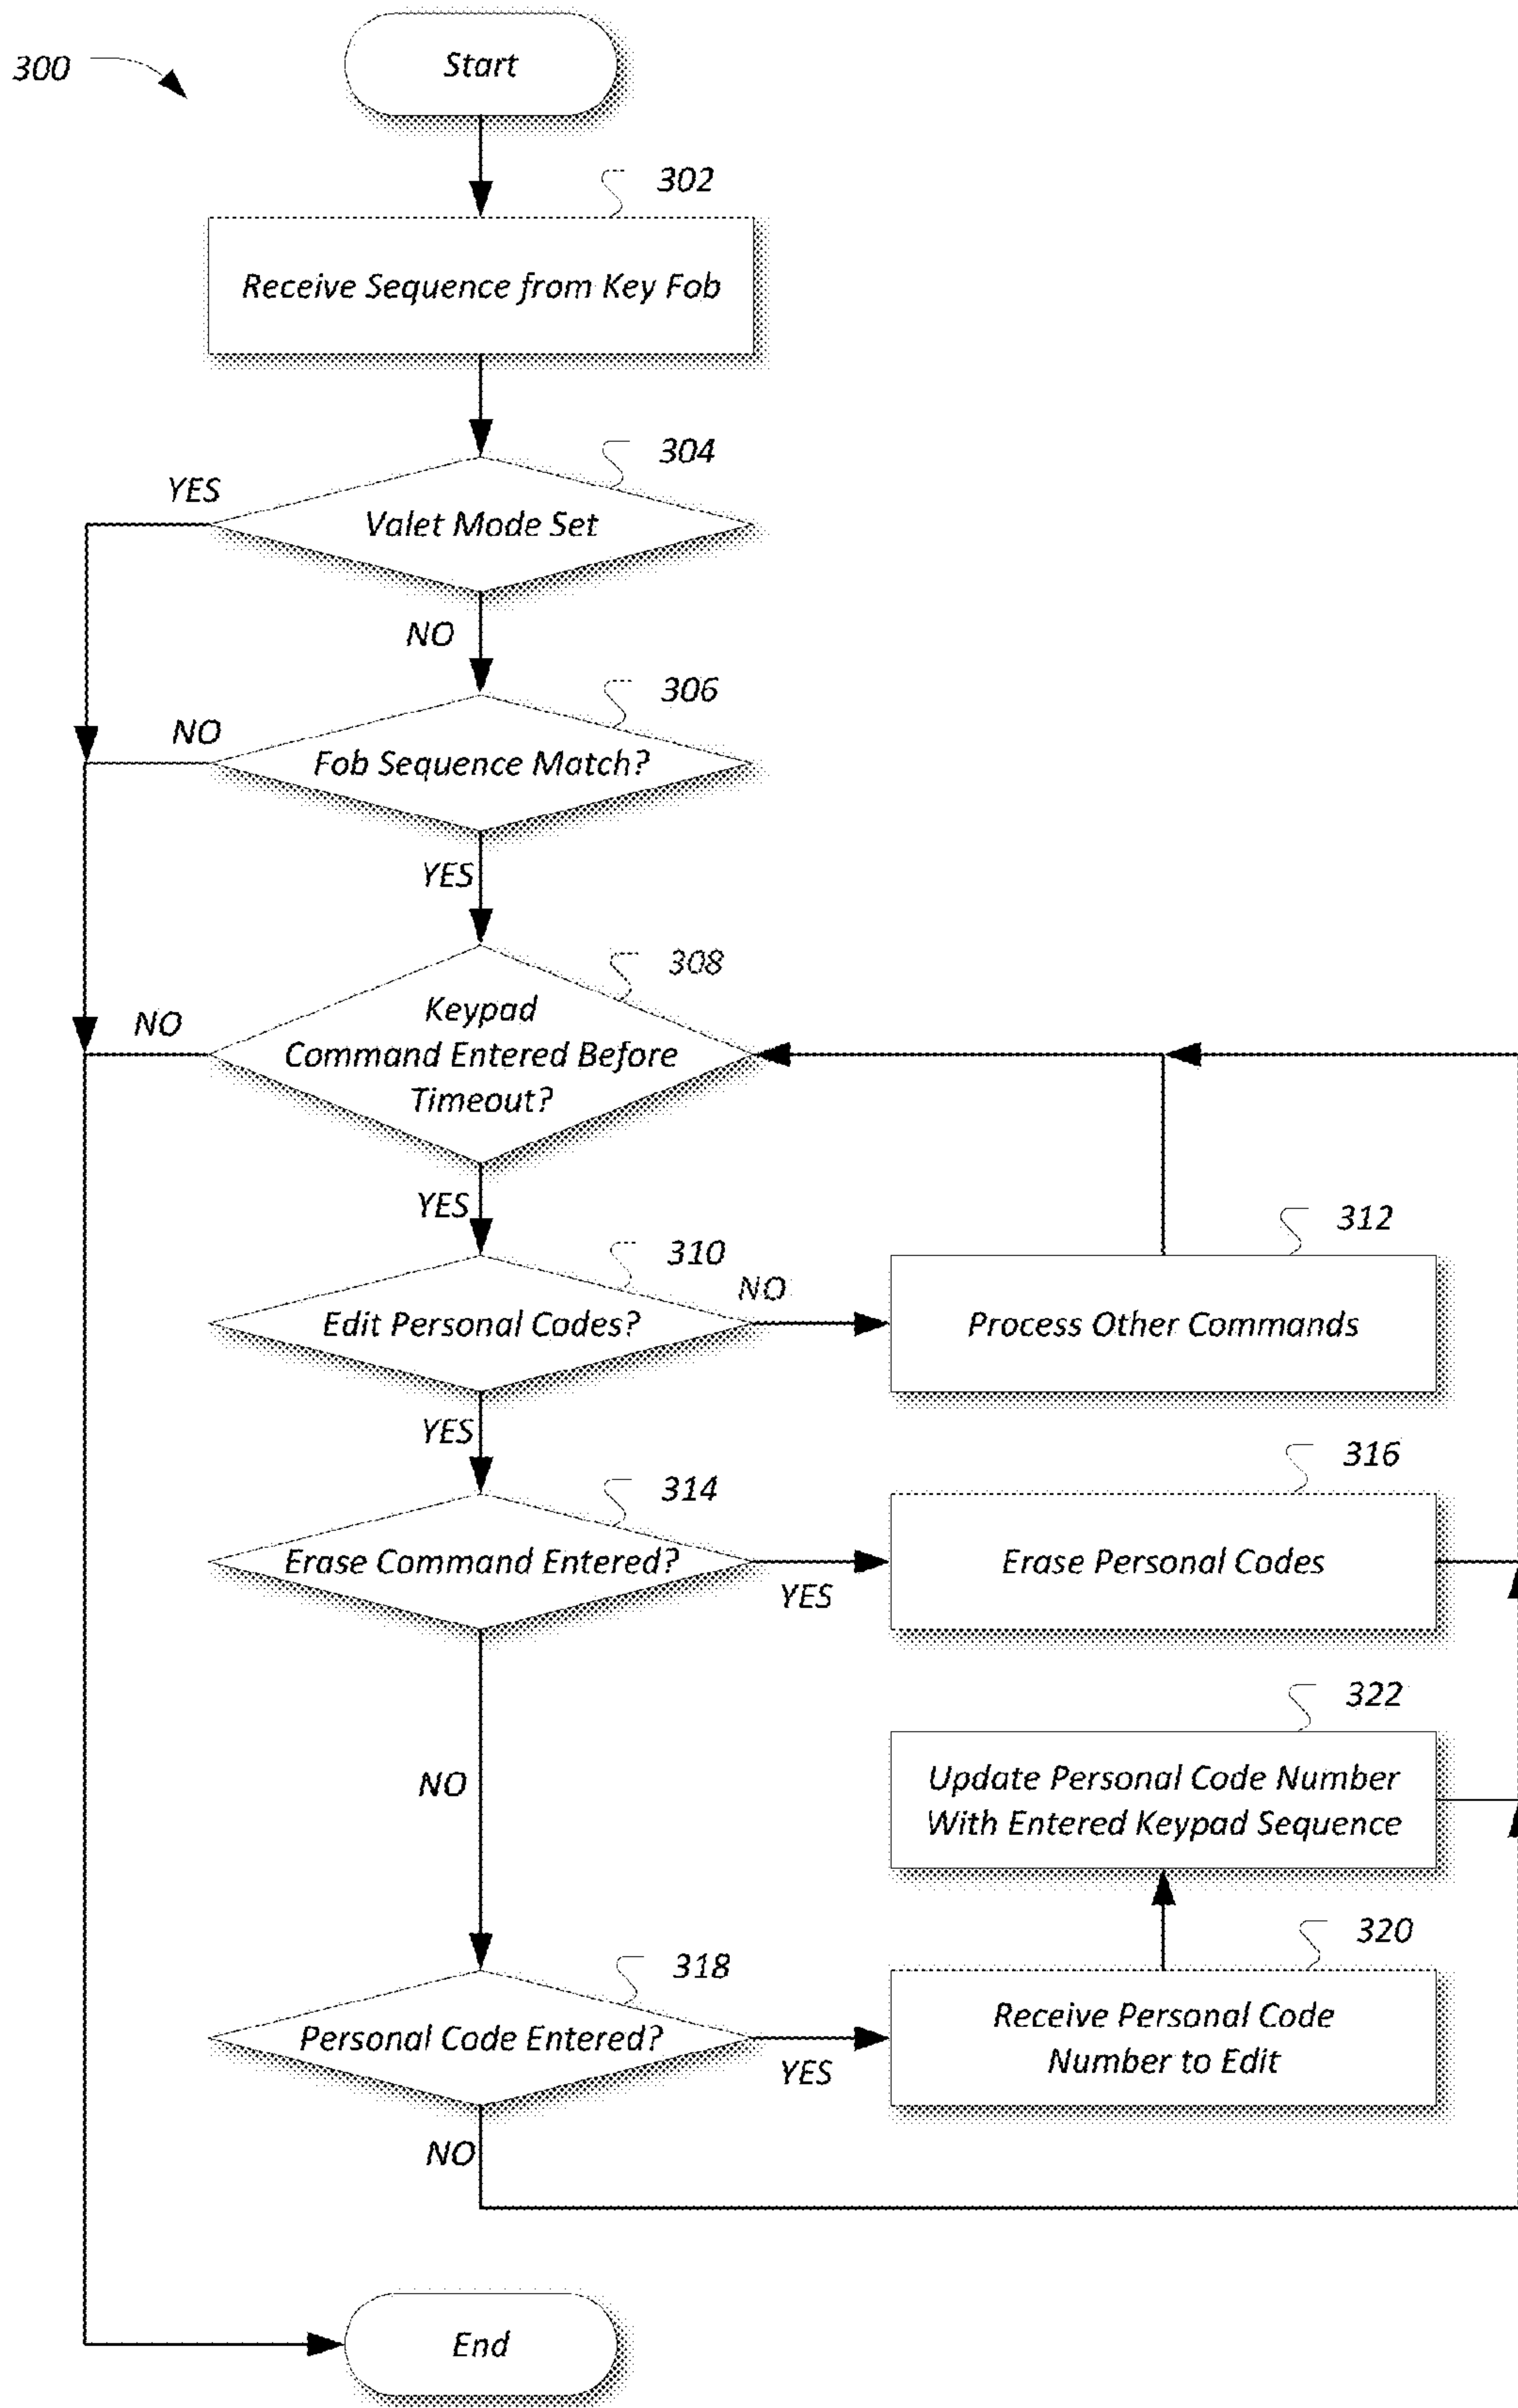 300
Start
302
Receive Sequence from Key Fob
304
YES
Valet Mode Set
NO
306
NO
Fob Sequence Match?
YES
308
NO
Keypad
Command Entered Before
Timeout?
YES
310
NO
312
Edit Personal Codes?
Process Other Commands
YES
314
316
Erase Command Entered?
YES
Erase Personal Codes
322
NO
Update Personal Code Number
With Entered Keypad Sequence
318
320
Personal Code Entered?
YES
Receive Personal Code
Number to Edit
NO
End